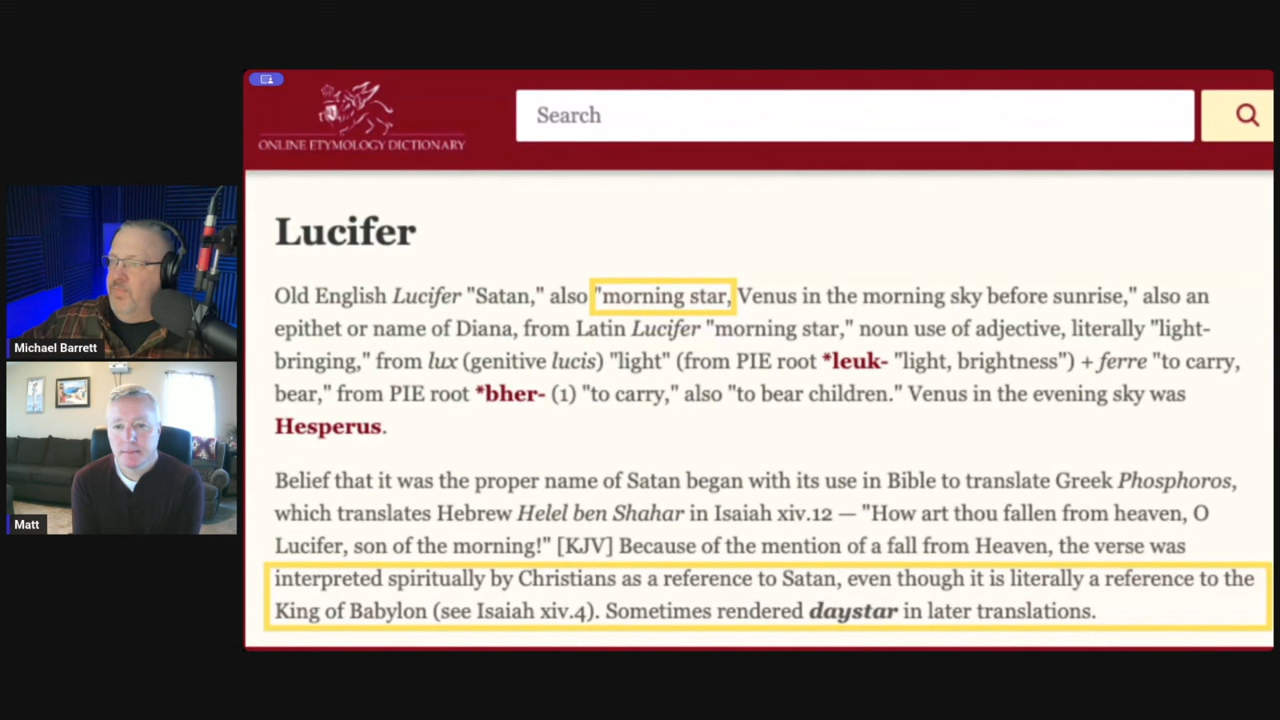 ONLINE ETYMOLOGY DICTIONARY
Search
Lucifer
Old English Lucifer "Satan," also "morning star, Venus in the morning sky before sunrise," also an
epithet or name of Diana, from Latin Lucifer "morning star," noun use of adjective, literally "light-
bringing," from lux (genitive lucis) "light" (from PIE root *leuk- "light, brightness") + ferre "to carry,
bear," from PIE root *bher- (1) "to carry," also "to bear children." Venus in the evening sky was
Hesperus.
Belief that it was the proper name of Satan began with its use in Bible to translate Greek Phosphoros,
which translates Hebrew Helel ben Shahar in Isaiah xiv.12 — "How art thou fallen from heaven, O
Lucifer, son of the morning!" [KJV] Because of the mention of a fall from Heaven, the verse was
interpreted spiritually by Christians as a reference to Satan, even though it is literally a reference to the
King of Babylon (see Isaiah xiv.4). Sometimes rendered daystar in later translations.
Michael Barrett
Matt